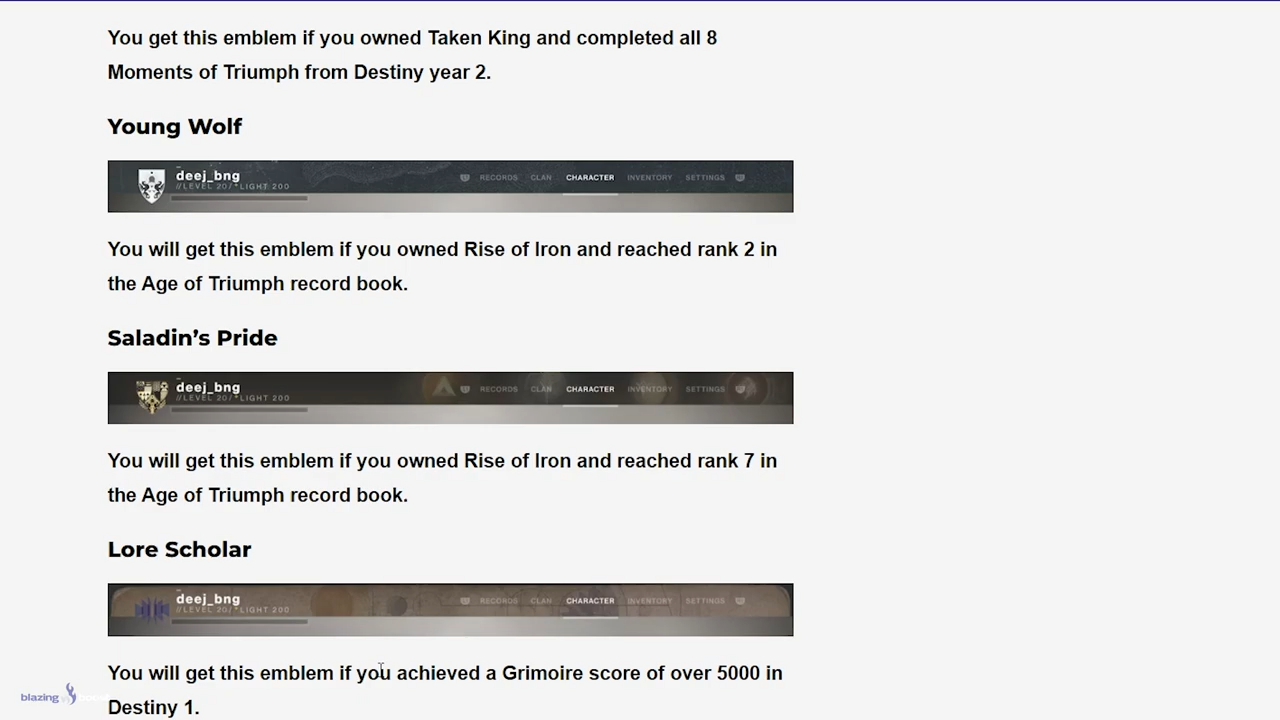 You get this emblem if you owned Taken King and completed all 8
Moments of Triumph from Destiny year 2.
Young Wolf
deej_bng
//LEVEL 20/*LIGHT 200
RECORDS CLAN CHARACTER INVENTORY SETTINGS
You will get this emblem if you owned Rise of Iron and reached rank 2 in
the Age of Triumph record book.
Saladin’s Pride
deej_bng
//LEVEL 20/*LIGHT 200
RECORDS CLAN CHARACTER INVENTORY SETTINGS
You will get this emblem if you owned Rise of Iron and reached rank 7 in
the Age of Triumph record book.
Lore Scholar
deej_bng
//LEVEL 20/*LIGHT 200
RECORDS CLAN CHARACTER INVENTORY SETTINGS
You will get this emblem if you achieved a Grimoire score of over 5000 in
Destiny 1.
blazing